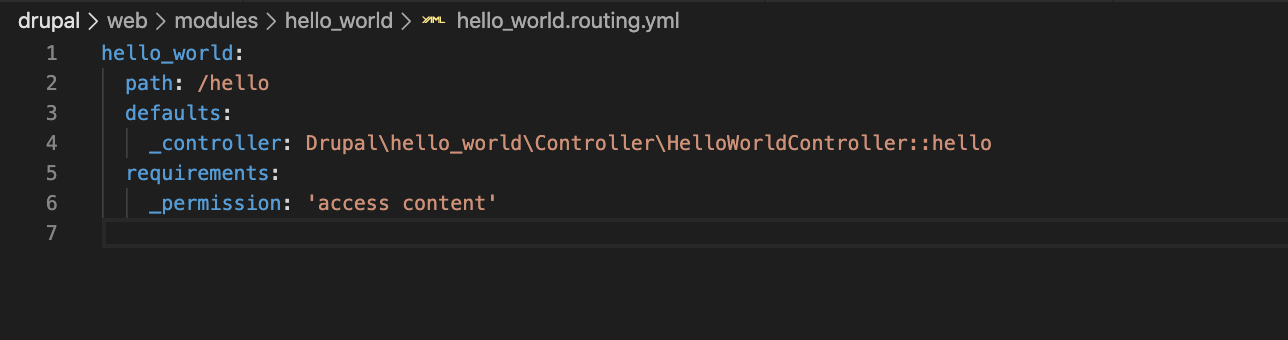 drupal > web > modules > hello_world > YAML hello_world.routing.yml
1 hello_world:
2 path: /hello
3 defaults:
4 _controller: Drupal\hello_world\Controller\HelloWorldController::hello
5 requirements:
6 _permission: 'access content'
7